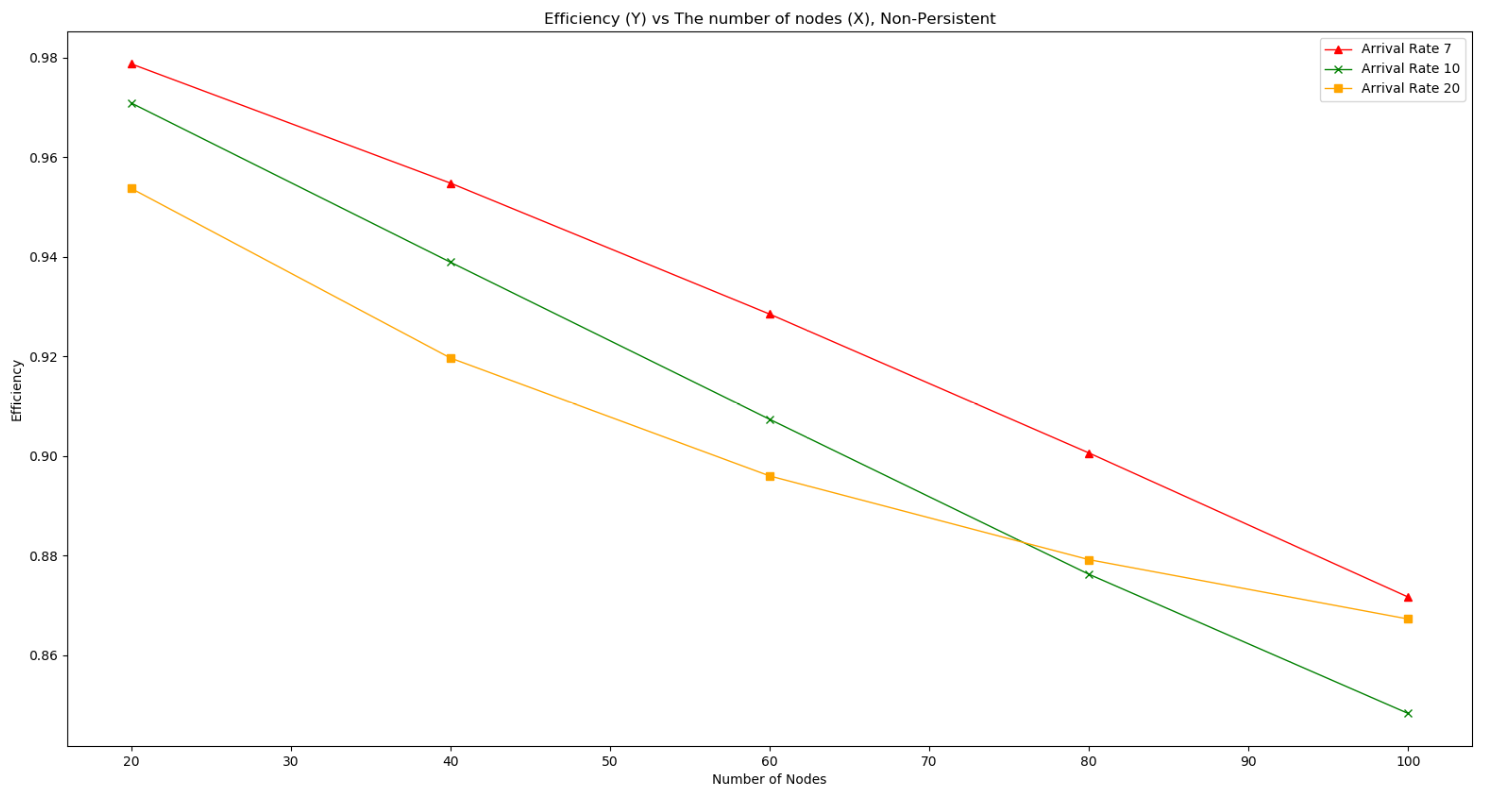 Efficiency (Y) vs The number of nodes (X), Non-Persistent
Arrival Rate 7
Arrival Rate 10
Arrival Rate 20
Efficiency
0.98
0.96
0.94
0.92
0.90
0.88
0.86
20 30 40 50 60 70 80 90 100
Number of Nodes